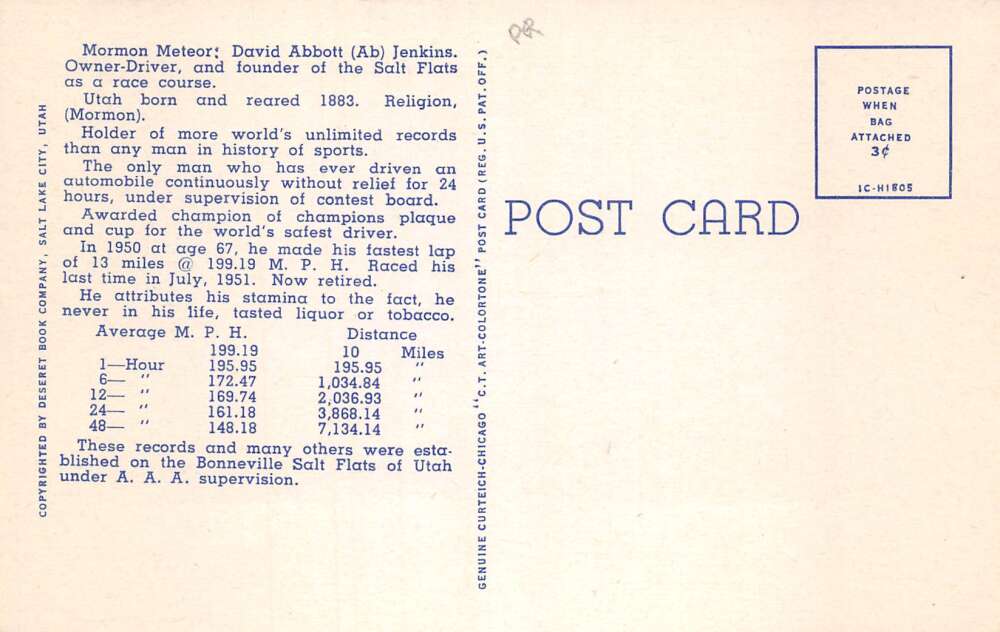 Mormon Meteor: David Abbott (Ab) Jenkins.
Owner-Driver, and founder of the Salt Flats
as a race course.
Utah born and reared 1883. Religion,
(Mormon).
Holder of more world's unlimited records
than any man in history of sports.
The only man who has ever driven an
automobile continuously without relief for 24
hours, under supervision of contest board.
Awarded champion of champions plaque
and cup for the world's safest driver.
In 1950 at age 67, he made his fastest lap
of 13 miles @ 199.19 M. P. H. Raced his
last time in July, 1951. Now retired.
He attributes his stamina to the fact, he
never in his life, tasted liquor or tobacco.
Average M. P. H. Distance
199.19 10 Miles
1—Hour 195.95 195.95 "
6— " 172.47 1,034.84 "
12— " 169.74 2,036.93 "
24— " 161.18 3,868.14 "
48— " 148.18 7,134.14 "
These records and many others were esta-
blished on the Bonneville Salt Flats of Utah
under A. A. A. supervision.
COPYRIGHTED BY DESERET BOOK COMPANY, SALT LAKE CITY, UTAH
GENUINE CURTEICH-CHICAGO "C.T. ART-COLORTONE" POST CARD (REG. U.S. PAT. OFF.)
POST CARD
POSTAGE
WHEN
BAG
ATTACHED
3¢
1C-H1805